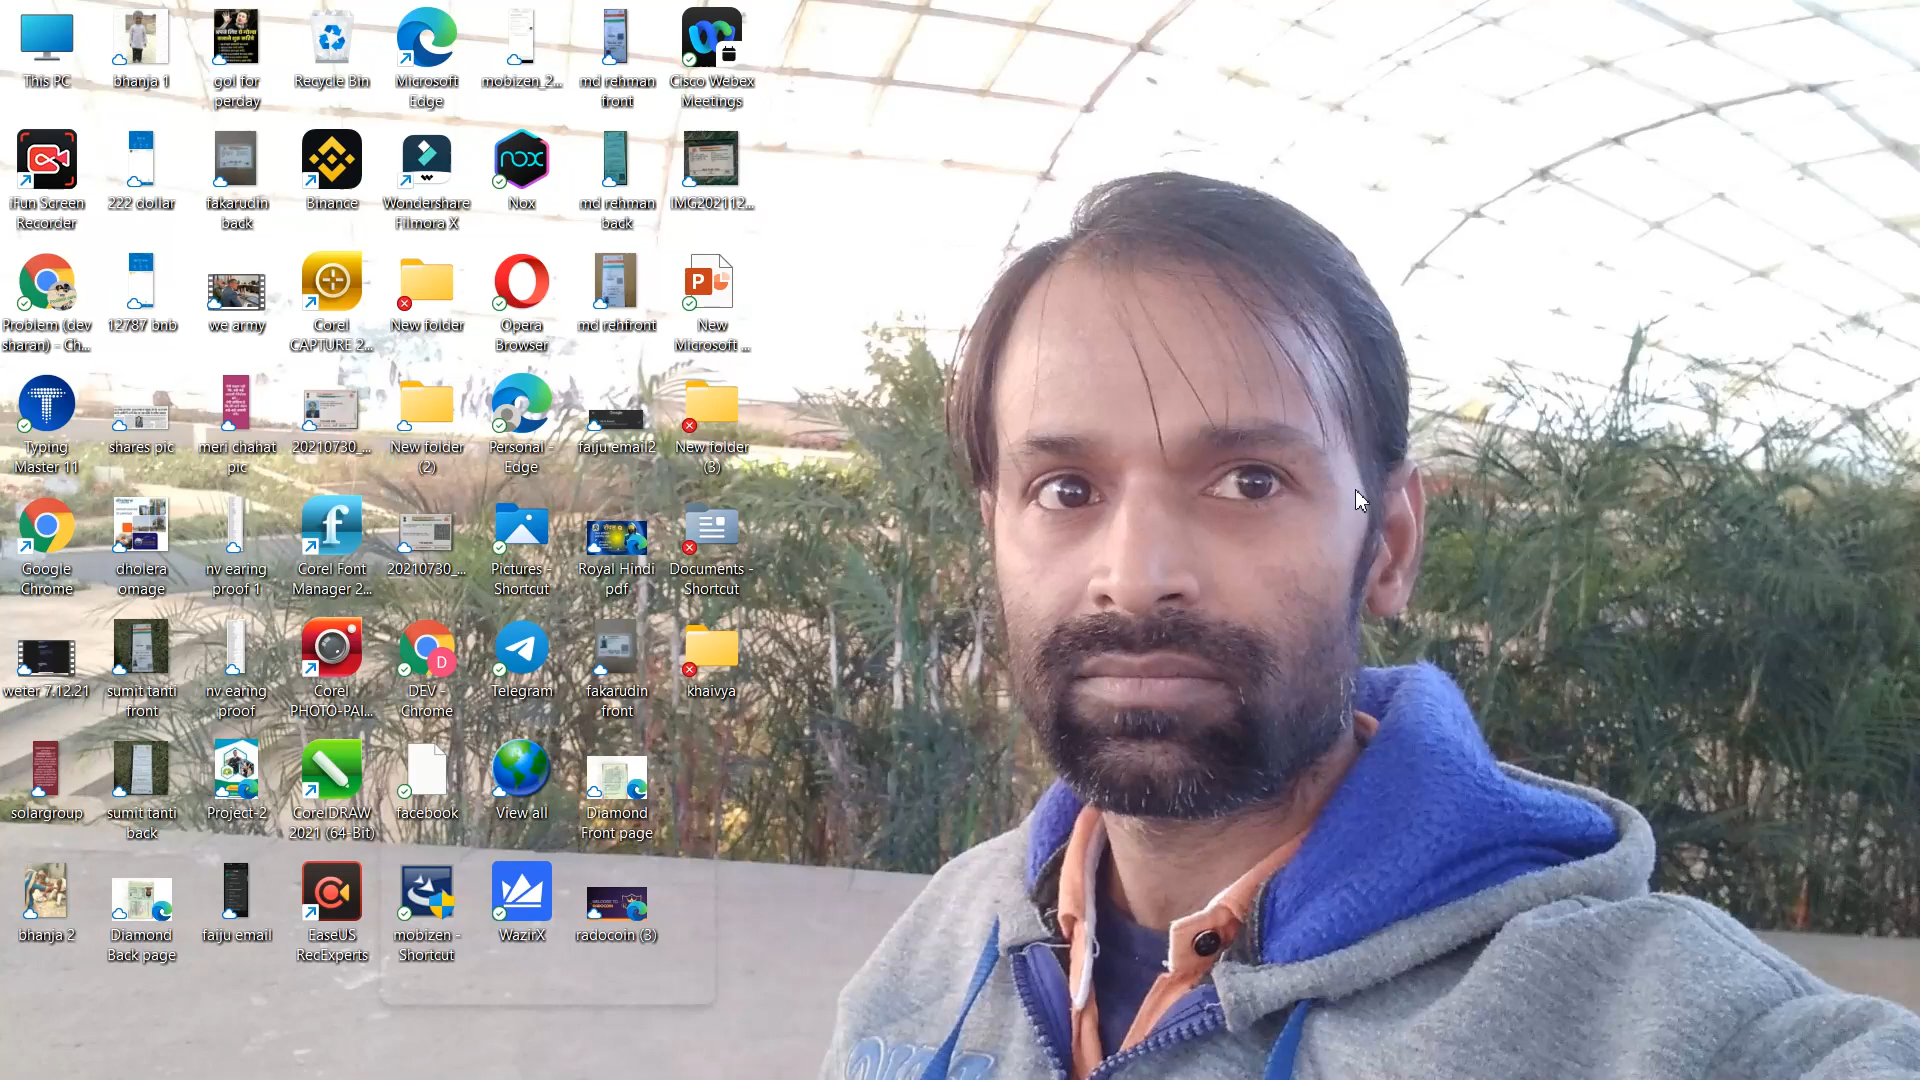 This PC
bhanja 1
gol for
perday
Recycle Bin
Microsoft
Edge
mobizen_2...
md rehman
front
Cisco Webex
Meetings
iFun Screen
Recorder
222 dollar
fakarudin
back
Binance
Wondershare
Filmora X
nox
Nox
md rehman
back
IMG202112...
Problem (dev
sharan) - Ch...
12787 bnb
we army
Corel
CAPTURE 2...
New folder
Opera
Browser
md rehfront
P
New
Microsoft ...
T
Typing
Master 11
shares pic
meri chahat
pic
20210730_...
New folder
(2)
Personal -
Edge
faiju email2
New folder
(3)
Google
Chrome
dholera
omage
nv earing
proof 1
f
Corel Font
Manager 2...
20210730_...
Pictures -
Shortcut
Royal Hindi
pdf
Documents -
Shortcut
weter 7.12.21
sumit tanti
front
nv earing
proof
Corel
PHOTO-PAI...
D
DEV -
Chrome
Telegram
fakarudin
front
khaivya
solargroup
sumit tanti
back
Project-2
CorelDRAW
2021 (64-Bit)
facebook
View all
Diamond
Front page
bhanja 2
Diamond
Back page
faiju email
EaseUS
RecExperts
mobizen -
Shortcut
WazirX
radocoin (3)